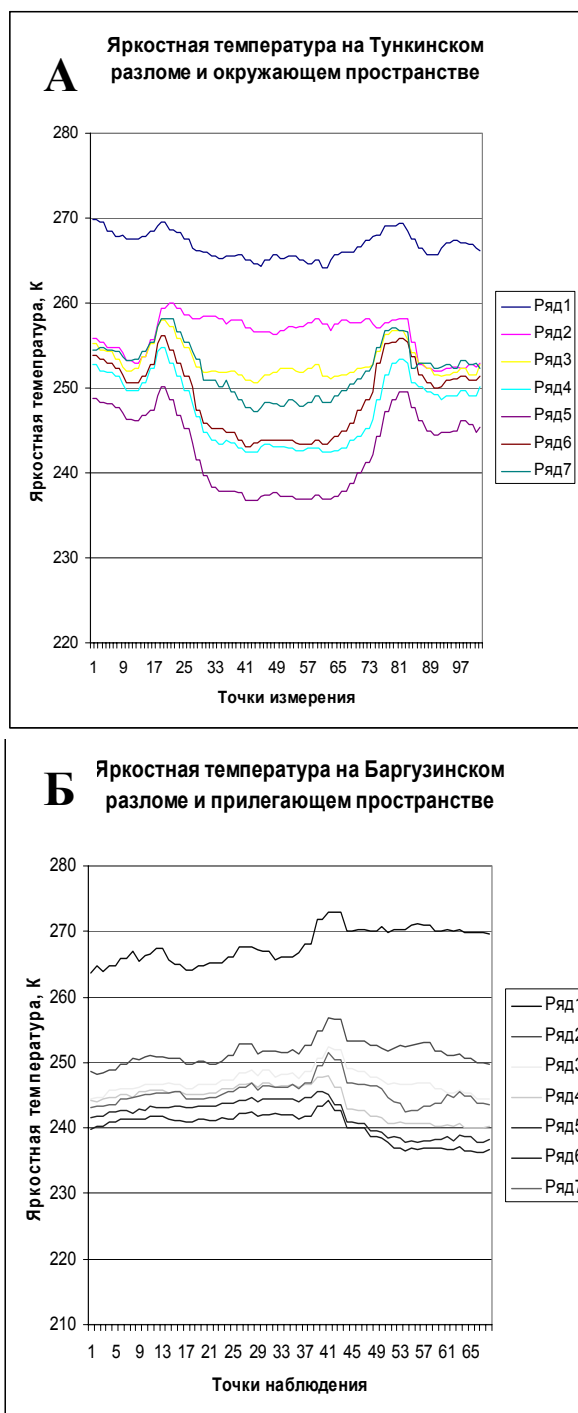 А
Яркостная температура на Тункинском
разломе и окружающем пространстве
Яркостная темепратура, К
280
270
260
250
240
230
220
1 9 17 25 33 41 49 57 65 73 81 89 97
Точки измерения
Ряд1
Ряд2
Ряд3
Ряд4
Ряд5
Ряд6
Ряд7
Б
Яркостная температура на Баргузинском
разломе и прилегающем пространстве
Яркостная температура, К
280
270
260
250
240
230
220
210
1 5 9 13 17 21 25 29 33 37 41 45 49 53 57 61 65
Точки наблюдения
Ряд1
Ряд2
Ряд3
Ряд4
Ряд5
Ряд6
Ряд7